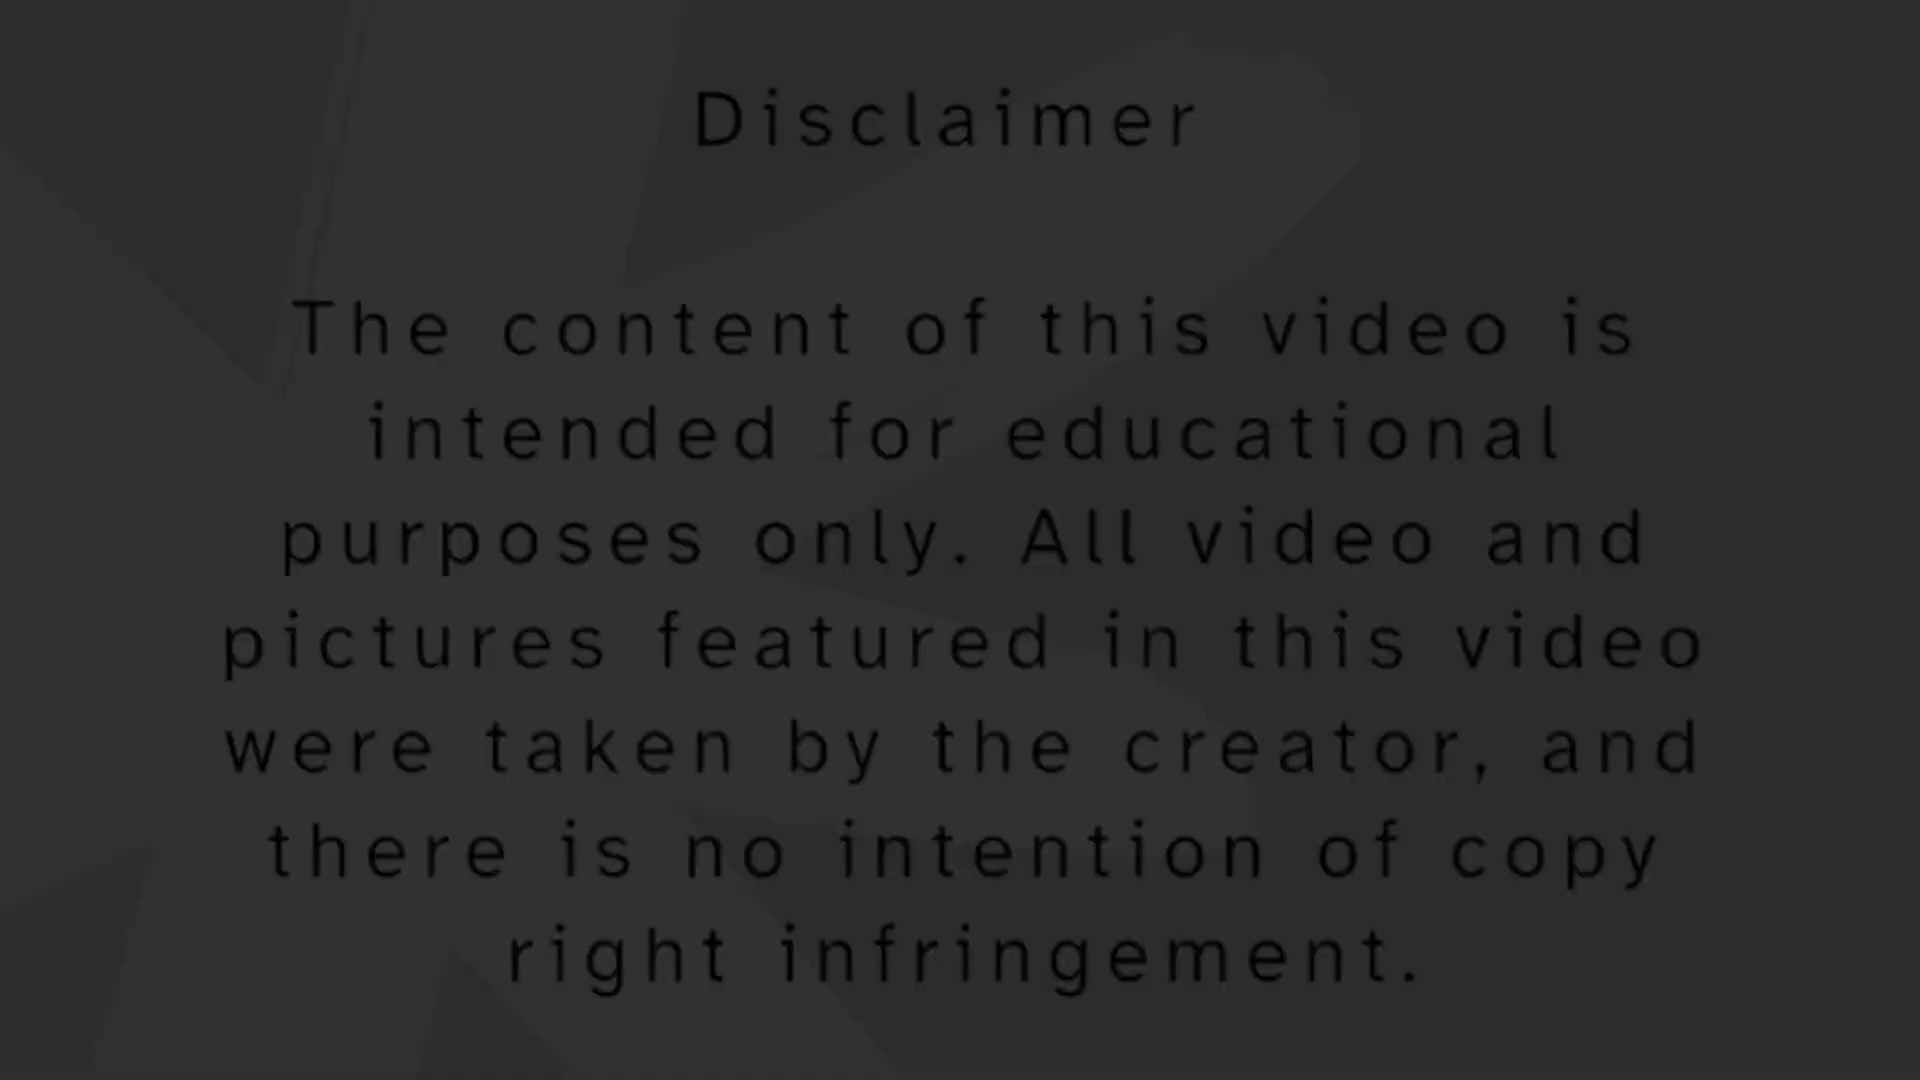 Disclaimer
The content of this video is
intended for educational
purposes only. All video and
pictures featured in this video
were taken by the creator, and
there is no intention of copy
right infringement.